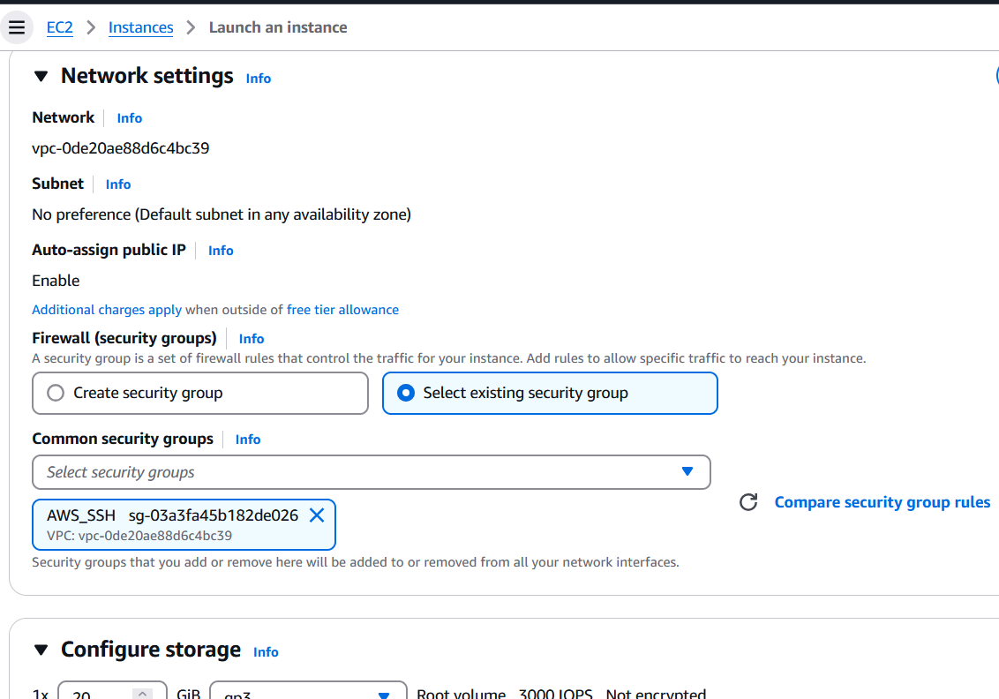 EC2 > Instances > Launch an instance
Network settings Info
Network Info
vpc-0de20ae88d6c4bc39
Subnet Info
No preference (Default subnet in any availability zone)
Auto-assign public IP Info
Enable
Additional charges apply when outside of free tier allowance
Firewall (security groups) Info
A security group is a set of firewall rules that control the traffic for your instance. Add rules to allow specific traffic to reach your instance.
Create security group
Select existing security group
Common security groups Info
Select security groups
AWS_SSH sg-03a3fa45b182de026
VPC: vpc-0de20ae88d6c4bc39
Compare security group rules
Security groups that you add or remove here will be added to or removed from all your network interfaces.
Configure storage Info
1x 20 GiB gp3 Root volume, 3000 IOPS, Not encrypted